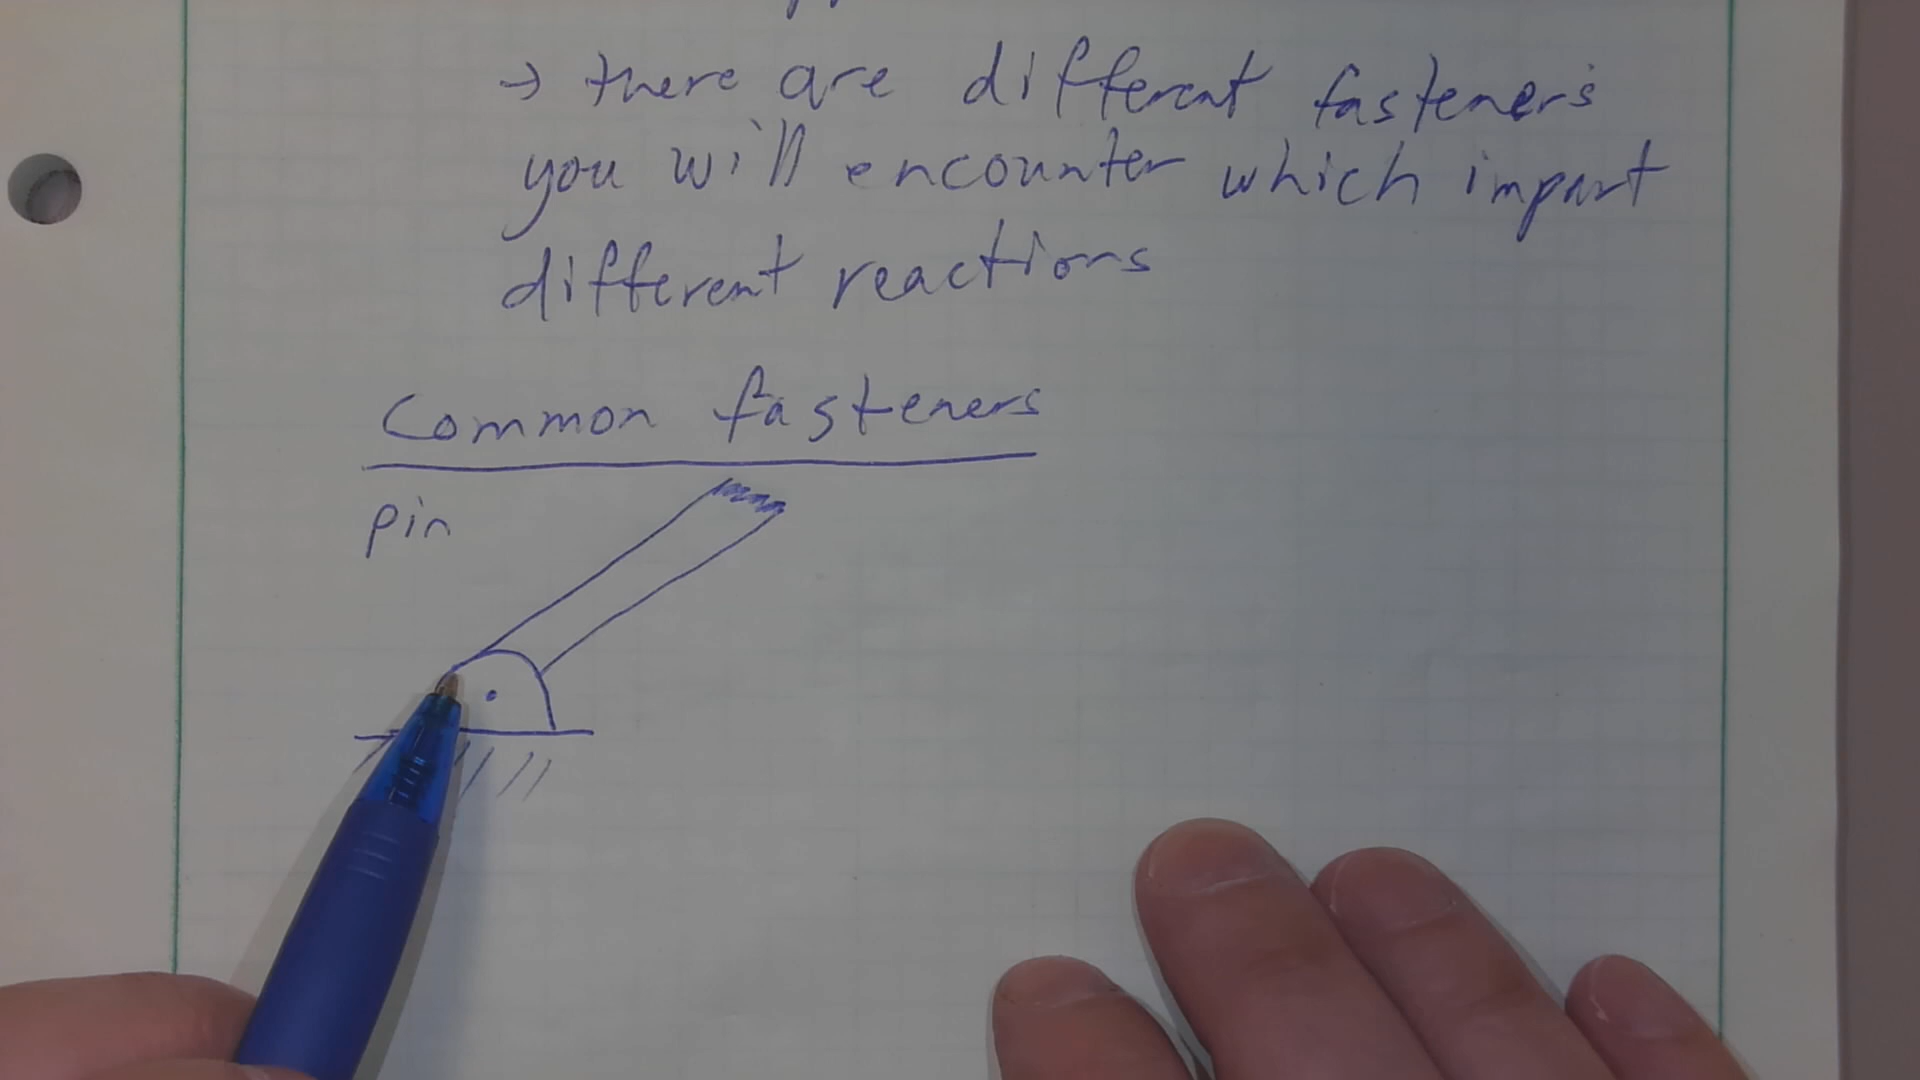 → there are different fasteners
you will encounter which impart
different reactions
Common fasteners
pin